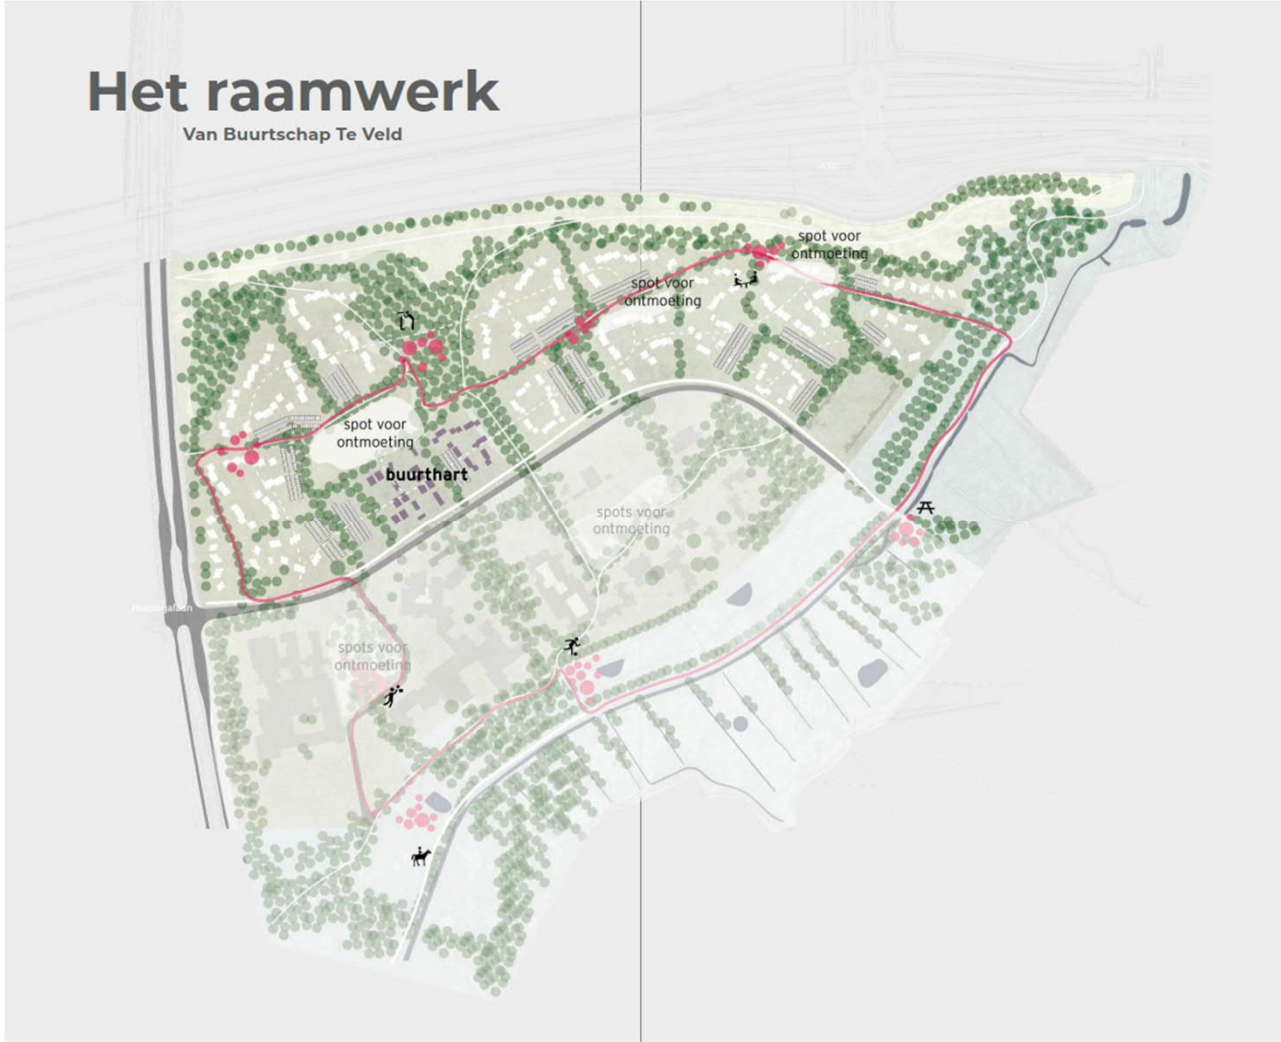 Het raamwerk
Van Buurtschap Te Veld
spot voor
ontmoeting
spot voor
ontmoeting
spot voor
ontmoeting
buurthart
spots voor
ontmoeting
spots voor
ontmoeting